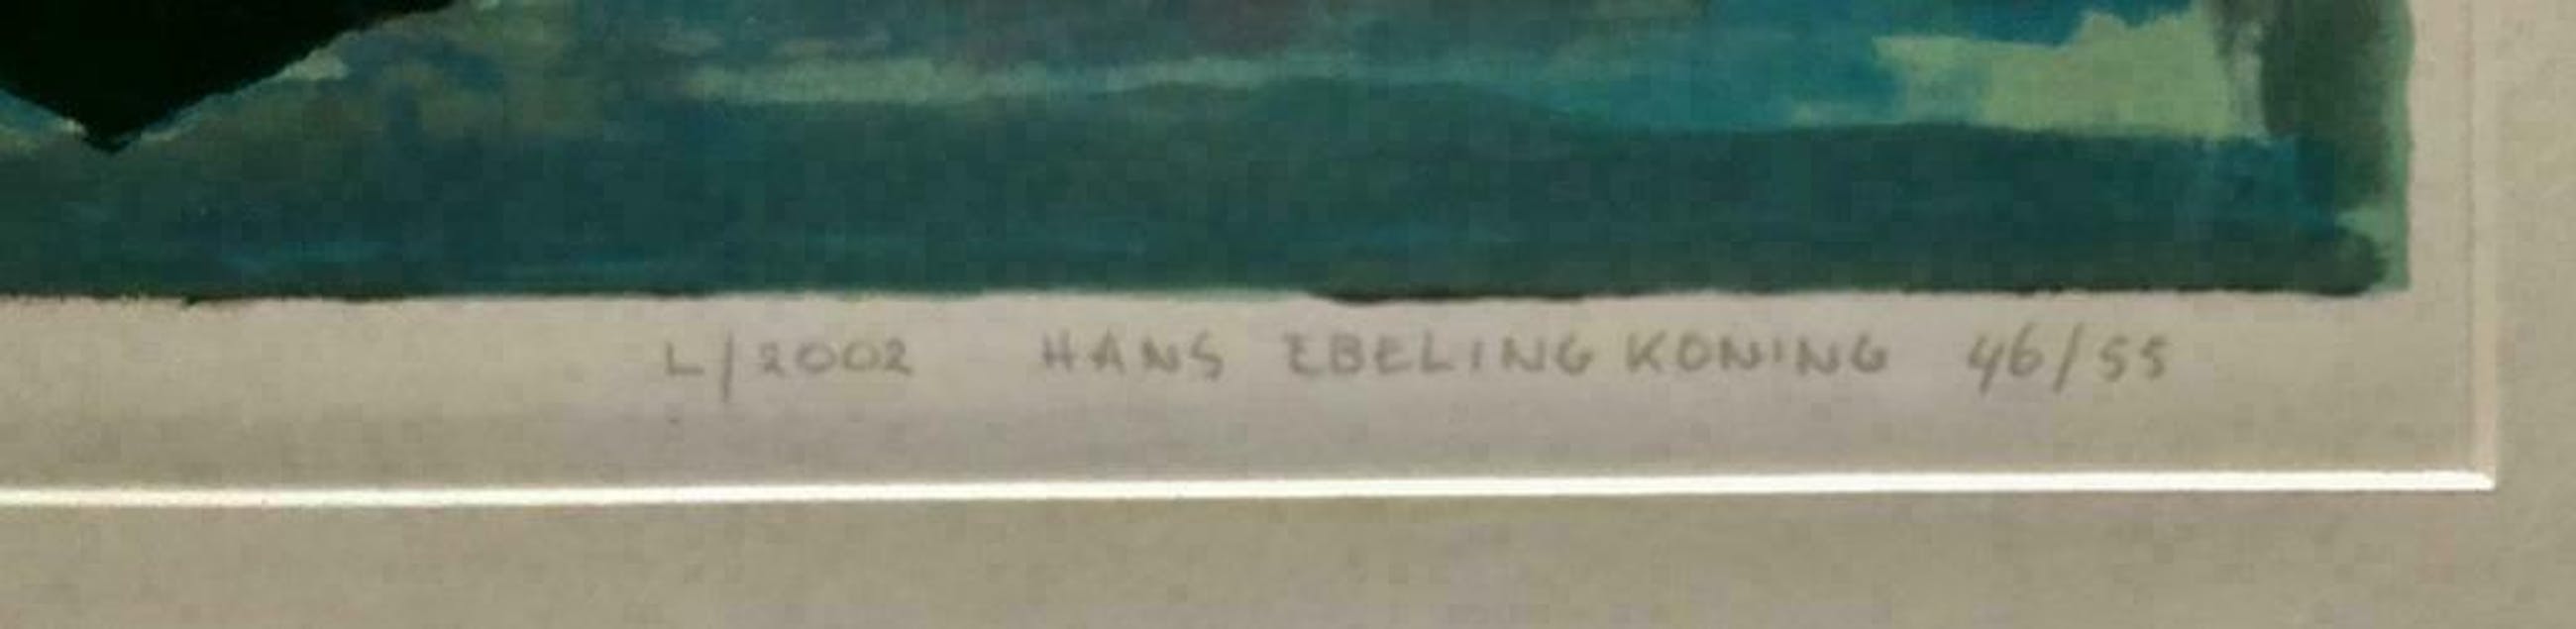 L/2002 HANS EBELING KONING 46/55